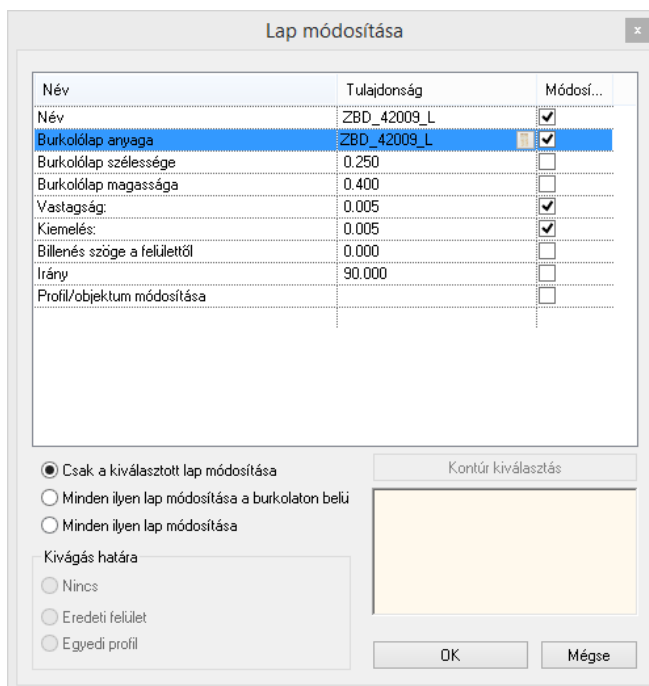 Lap módosítása
x
Név Tulajdonság Módosí...
Név ZBD_42009_L
Burkolólap anyaga ZBD_42009_L
Burkolólap szélessége 0.250
Burkolólap magassága 0.400
Vastagság: 0.005
Kiemelés: 0.005
Billenés szöge a felülettől 0.000
Irány 90.000
Profil/objektum módosítása
Csak a kiválasztott lap módosítása
Minden ilyen lap módosítása a burkolaton belü
Minden ilyen lap módosítása
Kontúr kiválasztás
Kivágás határa
Nincs
Eredeti felület
Egyedi profil
OK Mégse